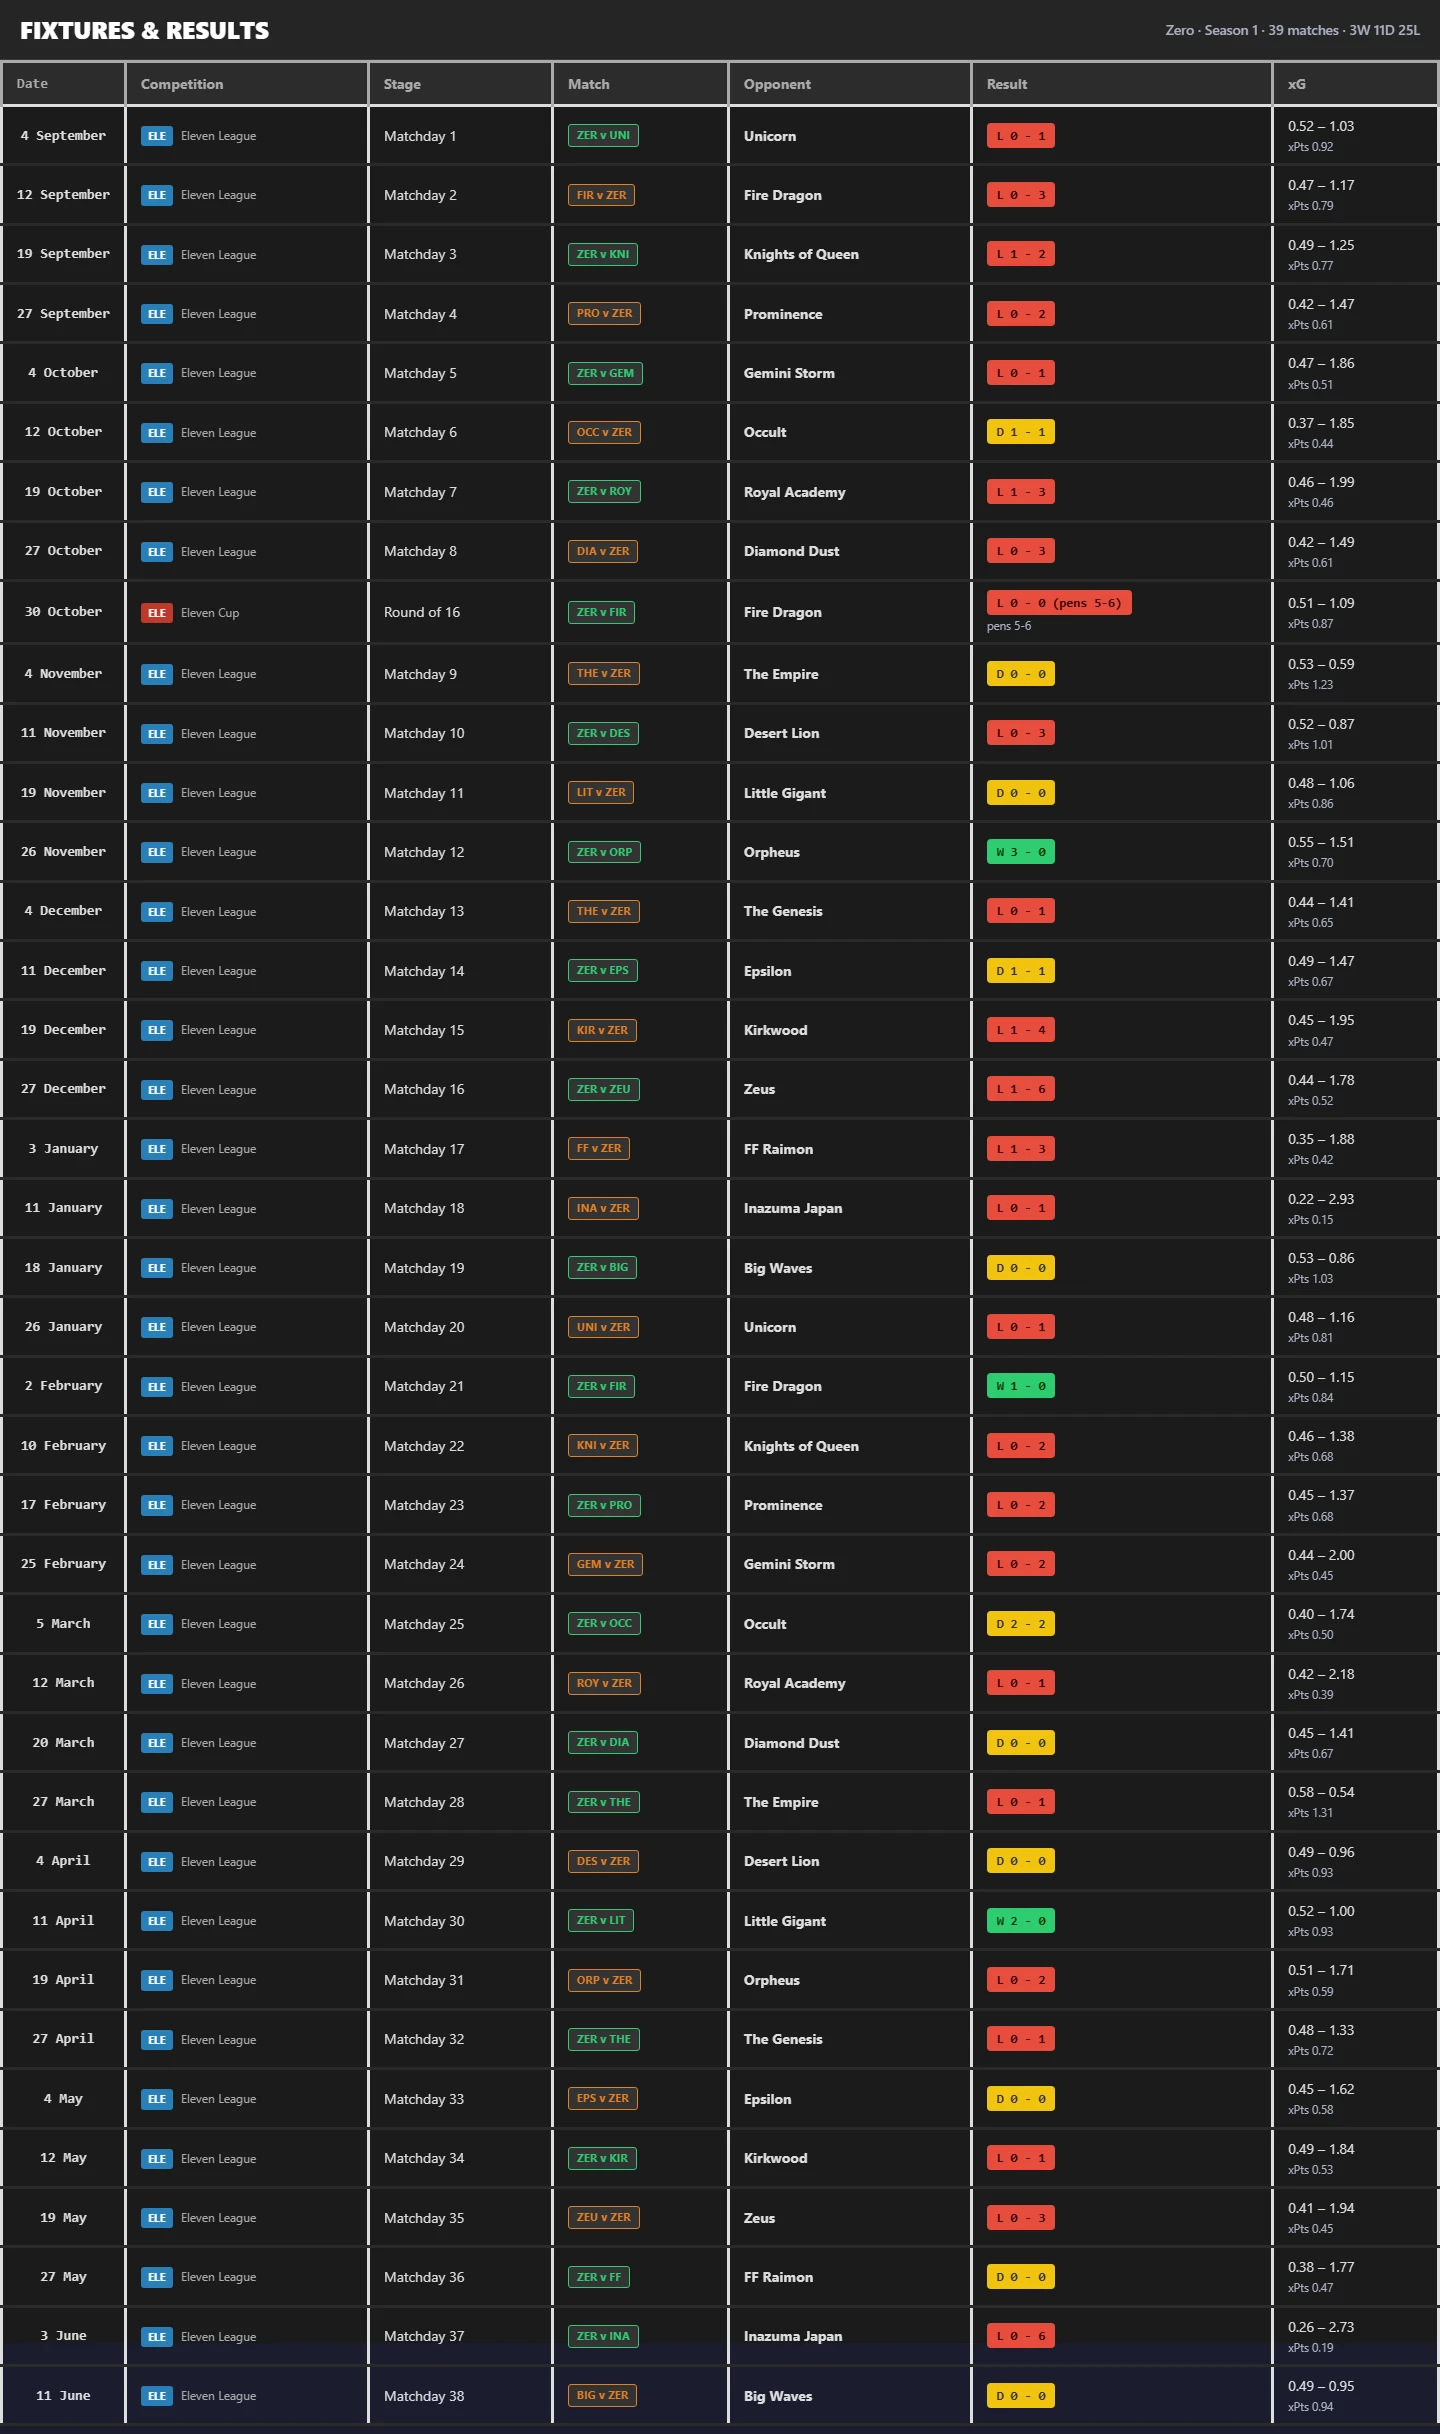 FIXTURES & RESULTS
Zero · Season 1 · 39 matches · 3W 11D 25L
Date Competition Stage Match Opponent Result xG
4 September ELE Eleven League Matchday 1 ZER v UNI Unicorn L 0 - 1 0.52 – 1.03
xPts 0.92
12 September ELE Eleven League Matchday 2 FIR v ZER Fire Dragon L 0 - 3 0.47 – 1.17
xPts 0.79
19 September ELE Eleven League Matchday 3 ZER v KNI Knights of Queen L 1 - 2 0.49 – 1.25
xPts 0.77
27 September ELE Eleven League Matchday 4 PRO v ZER Prominence L 0 - 2 0.42 – 1.47
xPts 0.61
4 October ELE Eleven League Matchday 5 ZER v GEM Gemini Storm L 0 - 1 0.47 – 1.86
xPts 0.51
12 October ELE Eleven League Matchday 6 OCC v ZER Occult D 1 - 1 0.37 – 1.85
xPts 0.44
19 October ELE Eleven League Matchday 7 ZER v ROY Royal Academy L 1 - 3 0.46 – 1.99
xPts 0.46
27 October ELE Eleven League Matchday 8 DIA v ZER Diamond Dust L 0 - 3 0.42 – 1.49
xPts 0.61
30 October ELE Eleven Cup Round of 16 ZER v FIR Fire Dragon L 0 - 0 (pens 5-6) 0.51 – 1.09
pens 5-6 xPts 0.87
4 November ELE Eleven League Matchday 9 THE v ZER The Empire D 0 - 0 0.53 – 0.59
xPts 1.23
11 November ELE Eleven League Matchday 10 ZER v DES Desert Lion L 0 - 3 0.52 – 0.87
xPts 1.01
19 November ELE Eleven League Matchday 11 LIT v ZER Little Gigant D 0 - 0 0.48 – 1.06
xPts 0.86
26 November ELE Eleven League Matchday 12 ZER v ORP Orpheus W 3 - 0 0.55 – 1.51
xPts 0.70
4 December ELE Eleven League Matchday 13 THE v ZER The Genesis L 0 - 1 0.44 – 1.41
xPts 0.65
11 December ELE Eleven League Matchday 14 ZER v EPS Epsilon D 1 - 1 0.49 – 1.47
xPts 0.67
19 December ELE Eleven League Matchday 15 KIR v ZER Kirkwood L 1 - 4 0.45 – 1.95
xPts 0.47
27 December ELE Eleven League Matchday 16 ZER v ZEU Zeus L 1 - 6 0.44 – 1.78
xPts 0.52
3 January ELE Eleven League Matchday 17 FF v ZER FF Raimon L 1 - 3 0.35 – 1.88
xPts 0.42
11 January ELE Eleven League Matchday 18 INA v ZER Inazuma Japan L 0 - 1 0.22 – 2.93
xPts 0.15
18 January ELE Eleven League Matchday 19 ZER v BIG Big Waves D 0 - 0 0.53 – 0.86
xPts 1.03
26 January ELE Eleven League Matchday 20 UNI v ZER Unicorn L 0 - 1 0.48 – 1.16
xPts 0.81
2 February ELE Eleven League Matchday 21 ZER v FIR Fire Dragon W 1 - 0 0.50 – 1.15
xPts 0.84
10 February ELE Eleven League Matchday 22 KNI v ZER Knights of Queen L 0 - 2 0.46 – 1.38
xPts 0.68
17 February ELE Eleven League Matchday 23 ZER v PRO Prominence L 0 - 2 0.45 – 1.37
xPts 0.68
25 February ELE Eleven League Matchday 24 GEM v ZER Gemini Storm L 0 - 2 0.44 – 2.00
xPts 0.45
5 March ELE Eleven League Matchday 25 ZER v OCC Occult D 2 - 2 0.40 – 1.74
xPts 0.50
12 March ELE Eleven League Matchday 26 ROY v ZER Royal Academy L 0 - 1 0.42 – 2.18
xPts 0.39
20 March ELE Eleven League Matchday 27 ZER v DIA Diamond Dust D 0 - 0 0.45 – 1.41
xPts 0.67
27 March ELE Eleven League Matchday 28 ZER v THE The Empire L 0 - 1 0.58 – 0.54
xPts 1.31
4 April ELE Eleven League Matchday 29 DES v ZER Desert Lion D 0 - 0 0.49 – 0.96
xPts 0.93
11 April ELE Eleven League Matchday 30 ZER v LIT Little Gigant W 2 - 0 0.52 – 1.00
xPts 0.93
19 April ELE Eleven League Matchday 31 ORP v ZER Orpheus L 0 - 2 0.51 – 1.71
xPts 0.59
27 April ELE Eleven League Matchday 32 ZER v THE The Genesis L 0 - 1 0.48 – 1.33
xPts 0.72
4 May ELE Eleven League Matchday 33 EPS v ZER Epsilon D 0 - 0 0.45 – 1.62
xPts 0.58
12 May ELE Eleven League Matchday 34 ZER v KIR Kirkwood L 0 - 1 0.49 – 1.84
xPts 0.53
19 May ELE Eleven League Matchday 35 ZEU v ZER Zeus L 0 - 3 0.41 – 1.94
xPts 0.45
27 May ELE Eleven League Matchday 36 ZER v FF FF Raimon D 0 - 0 0.38 – 1.77
xPts 0.47
3 June ELE Eleven League Matchday 37 ZER v INA Inazuma Japan L 0 - 6 0.26 – 2.73
xPts 0.19
11 June ELE Eleven League Matchday 38 BIG v ZER Big Waves D 0 - 0 0.49 – 0.95
xPts 0.94